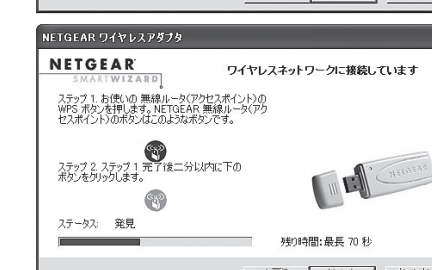 NETGEAR ワイヤレスアダプタ
NETGEAR
SMARTWIZARD
ワイヤレスネットワークに接続しています
ステップ 1. お使いの 無線ルータ(アクセスポイント)の
WPS ボタンを押します。NETGEAR 無線ルータ(アク
セスポイント)のボタンはこのようなボタンです。
ステップ 2. ステップ 1 完了後二分以内に下の
ボタンをクリックします。
NETGEAR
ステータス: 発見
残り時間: 最長 70 秒